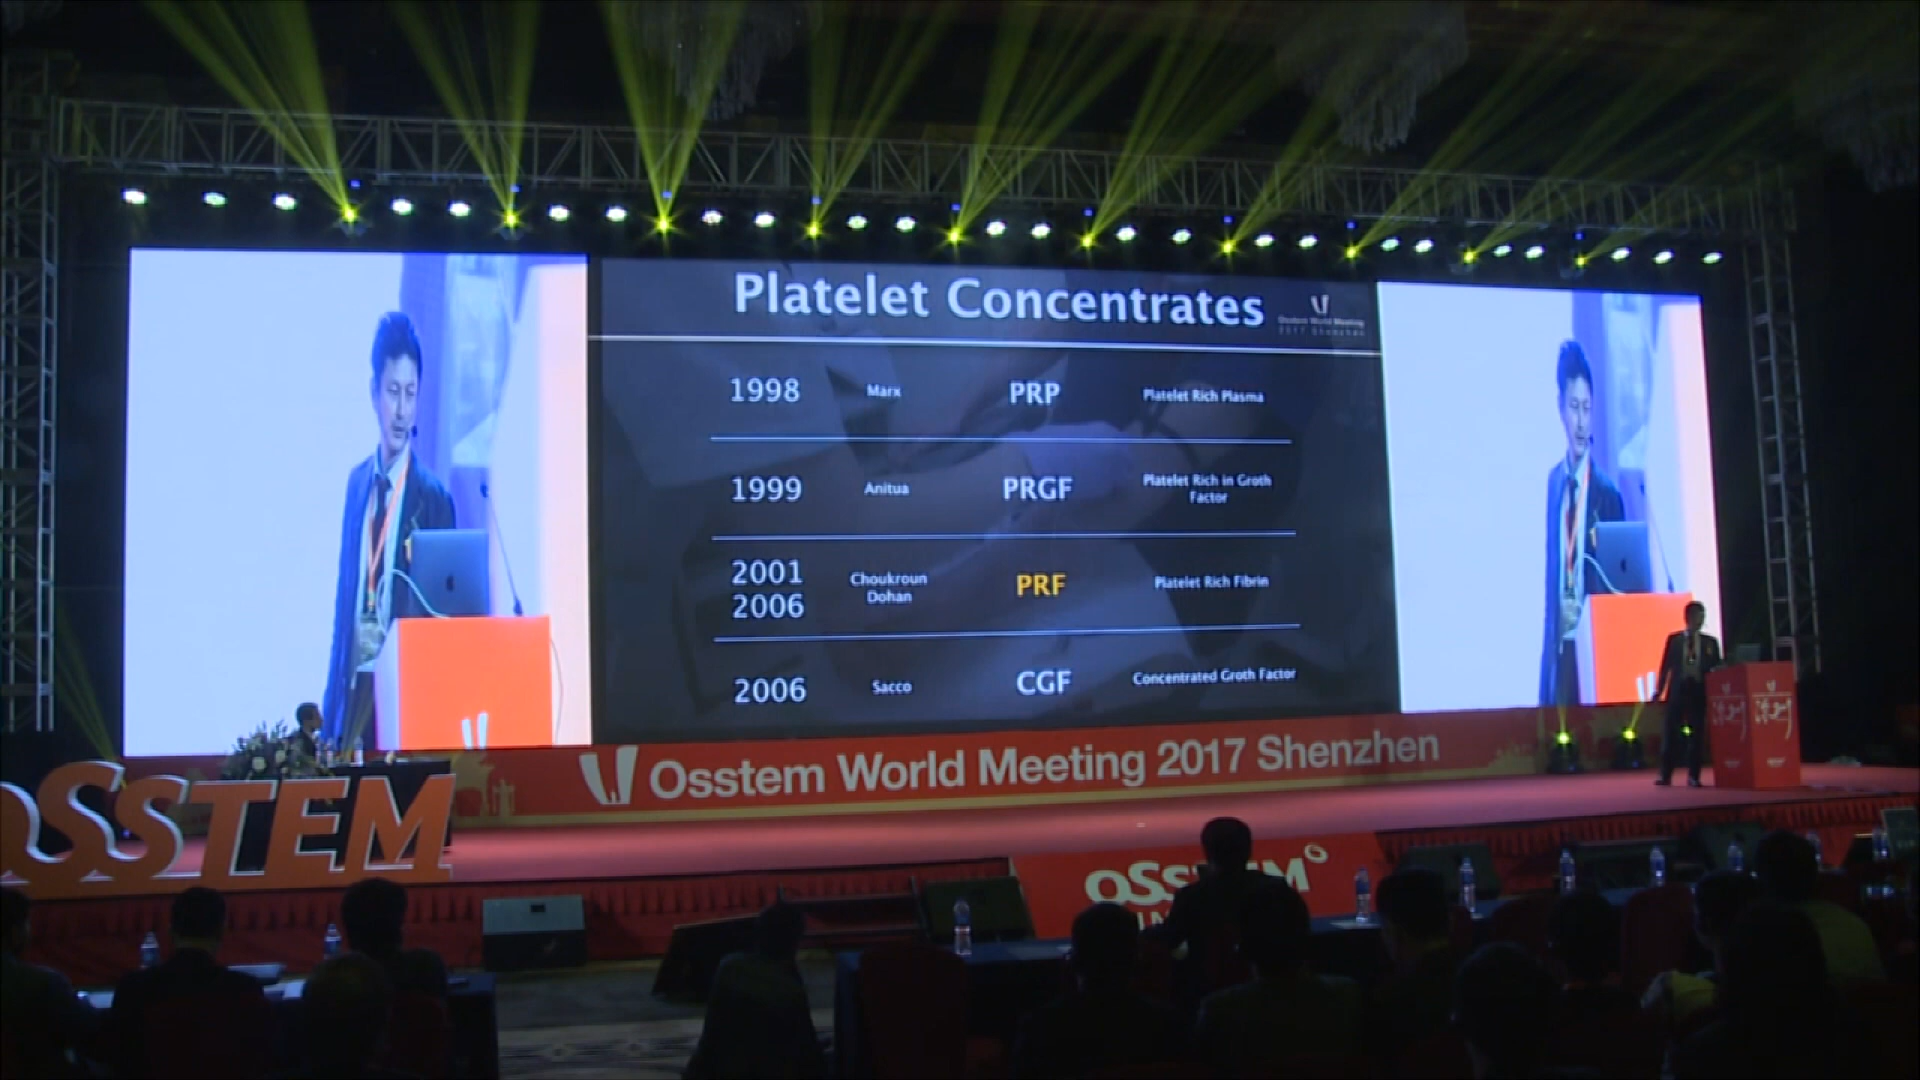 Platelet Concentrates
Osstem World Meeting
2017 Shenzhen
1998 Marx PRP Platelet Rich Plasma
1999 Anitua PRGF Platelet Rich in Groth
Factor
2001
2006 Choukroun
Dohan PRF Platelet Rich Fibrin
2006 Sacco CGF Concentrated Groth Factor
Osstem World Meeting 2017 Shenzhen
OSSTEM